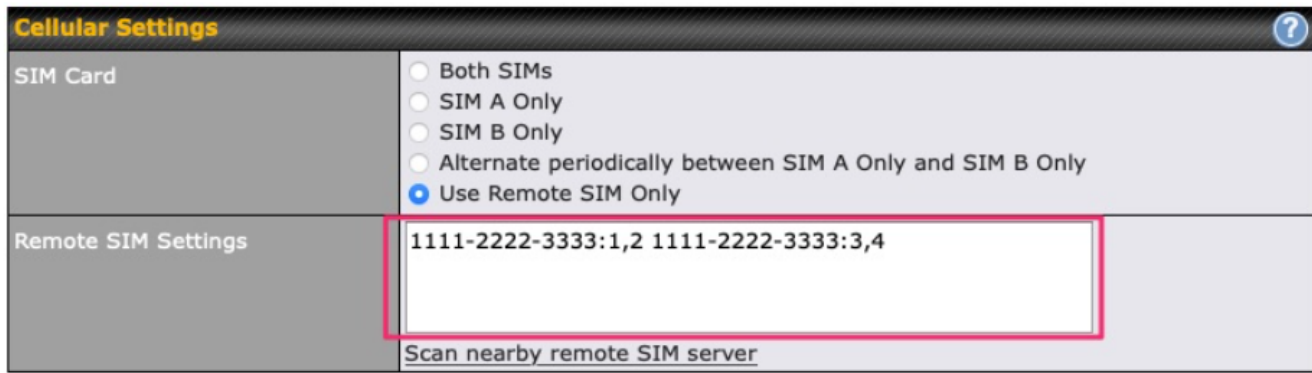 Cellular Settings
?
SIM Card
Both SIMs
SIM A Only
SIM B Only
Alternate periodically between SIM A Only and SIM B Only
Use Remote SIM Only
Remote SIM Settings
1111-2222-3333:1,2 1111-2222-3333:3,4
Scan nearby remote SIM server